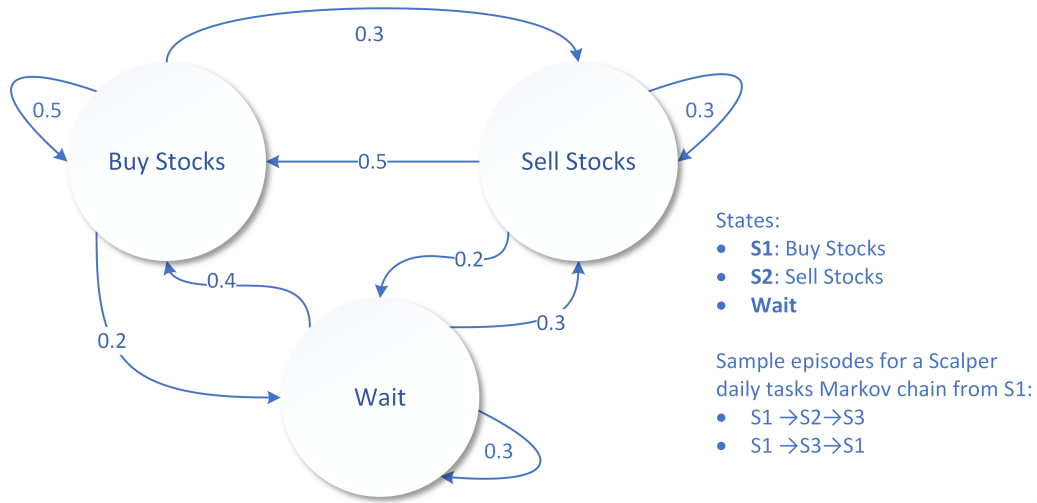 0.3
0.5
0.3
Buy Stocks
0.5
Sell Stocks
States:
• S1: Buy Stocks
• S2: Sell Stocks
• Wait
0.2
0.4
0.3
0.2
Sample episodes for a Scalper
daily tasks Markov chain from S1:
• S1 →S2→S3
• S1 →S3→S1
Wait
0.3